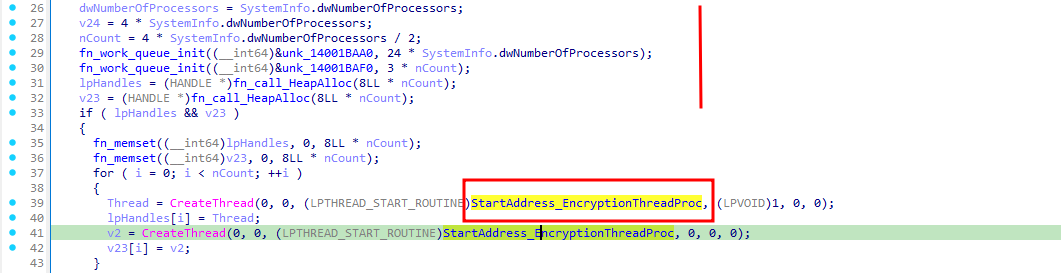 26 dwNumberOfProcessors = SystemInfo.dwNumberOfProcessors;
27 v24 = 4 * SystemInfo.dwNumberOfProcessors;
28 nCount = 4 * SystemInfo.dwNumberOfProcessors / 2;
29 fn_work_queue_init((__int64)&unk_14001BAA0, 24 * SystemInfo.dwNumberOfProcessors);
30 fn_work_queue_init((__int64)&unk_14001BAF0, 3 * nCount);
31 lpHandles = (HANDLE *)fn_call_HeapAlloc(8LL * nCount);
32 v23 = (HANDLE *)fn_call_HeapAlloc(8LL * nCount);
33 if ( lpHandles && v23 )
34 {
35 fn_memset((__int64)lpHandles, 0, 8LL * nCount);
36 fn_memset((__int64)v23, 0, 8LL * nCount);
37 for ( i = 0; i < nCount; ++i )
38 {
39 Thread = CreateThread(0, 0, (LPTHREAD_START_ROUTINE)StartAddress_EncryptionThreadProc, (LPVOID)1, 0, 0);
40 lpHandles[i] = Thread;
41 v2 = CreateThread(0, 0, (LPTHREAD_START_ROUTINE)StartAddress_EncryptionThreadProc, 0, 0, 0);
42 v23[i] = v2;
43 }